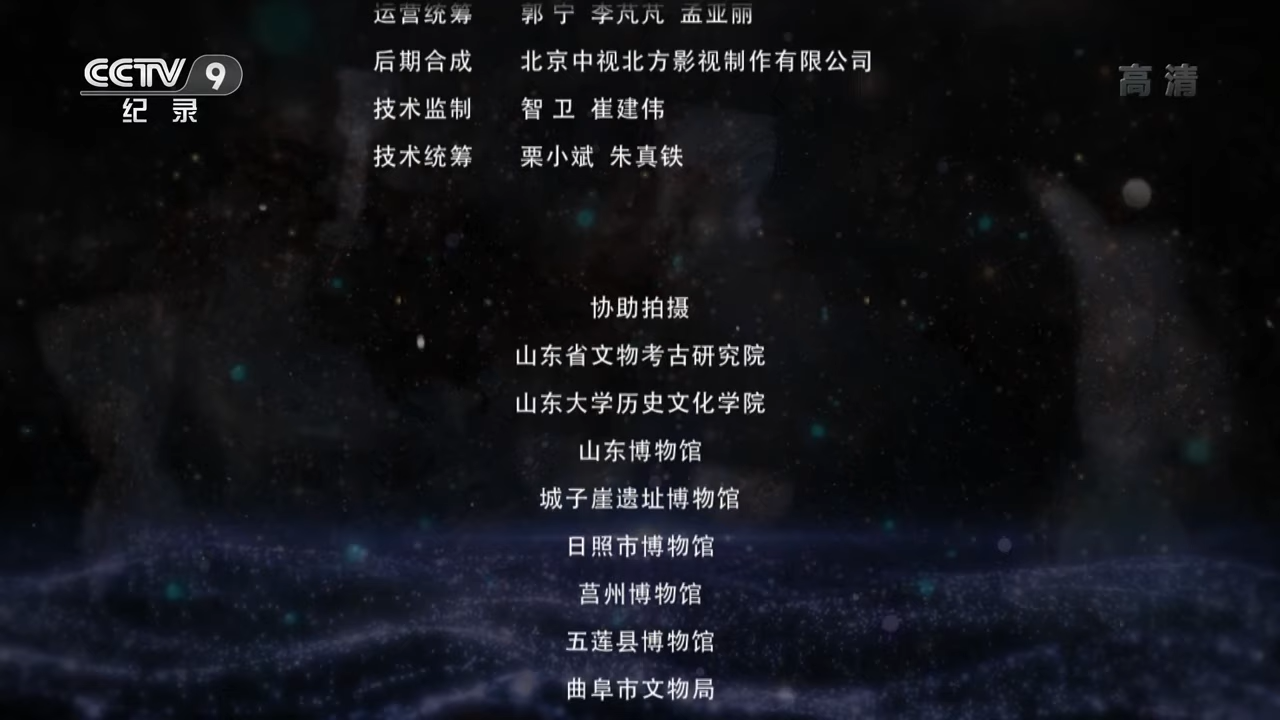 运营统筹 郭 宁 李芃芃 孟亚丽
后期合成 北京中视北方影视制作有限公司
技术监制 智 卫 崔建伟
技术统筹 栗小斌 朱真铁
CCTV 9
纪 录
高清
协助拍摄
山东省文物考古研究院
山东大学历史文化学院
山东博物馆
城子崖遗址博物馆
日照市博物馆
莒州博物馆
五莲县博物馆
曲阜市文物局